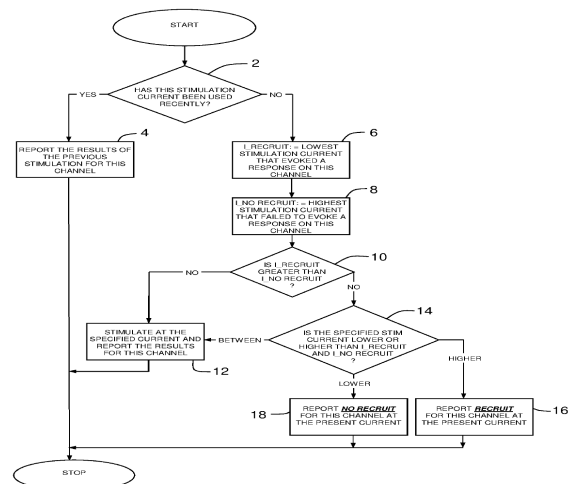 START
2
HAS THIS STIMULATION
CURRENT BEEN USED
RECENTLY?
YES
NO
4
REPORT THE RESULTS OF
THE PREVIOUS
STIMULATION FOR THIS
CHANNEL
6
I_RECRUIT: = LOWEST
STIMULATION CURRENT
THAT EVOKED A
RESPONSE ON THIS
CHANNEL
8
I_NO RECRUIT: = HIGHEST
STIMULATION CURRENT
THAT FAILED TO EVOKE A
RESPONSE ON THIS
CHANNEL
10
IS I_RECRUIT
GREATER THAN
I_NO RECRUIT
?
NO
NO
14
STIMULATE AT THE
SPECIFIED CURRENT AND
REPORT THE RESULTS
FOR THIS CHANNEL
12
BETWEEN
IS THE SPECIFIED STIM
CURRENT LOWER OR
HIGHER THAN I_RECRUIT
AND I_NO RECRUIT
?
HIGHER
LOWER
18
REPORT NO RECRUIT
FOR THIS CHANNEL AT
THE PRESENT CURRENT
REPORT RECRUIT
FOR THIS CHANNEL AT
THE PRESENT CURRENT
16
STOP